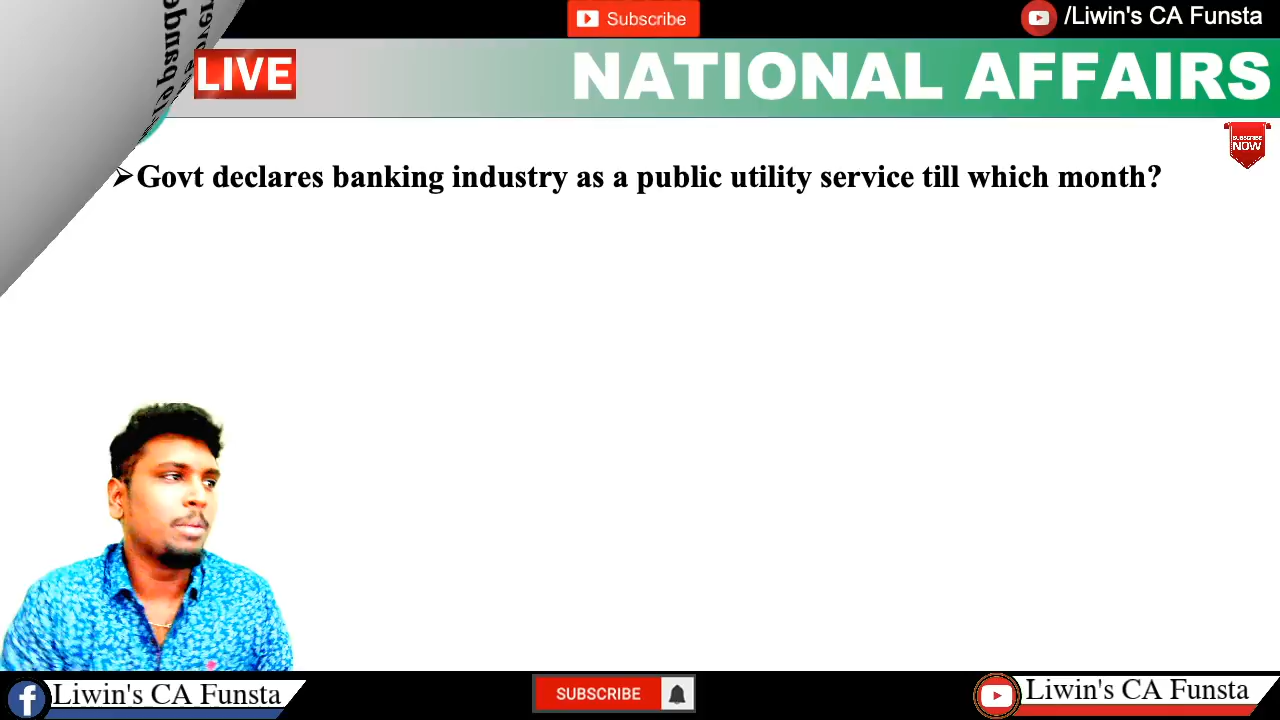 Subscribe
/Liwin's CA Funsta
LIVE
NATIONAL AFFAIRS
SUBSCRIBE
NOW
➢Govt declares banking industry as a public utility service till which month?
Liwin's CA Funsta
SUBSCRIBE
Liwin's CA Funsta